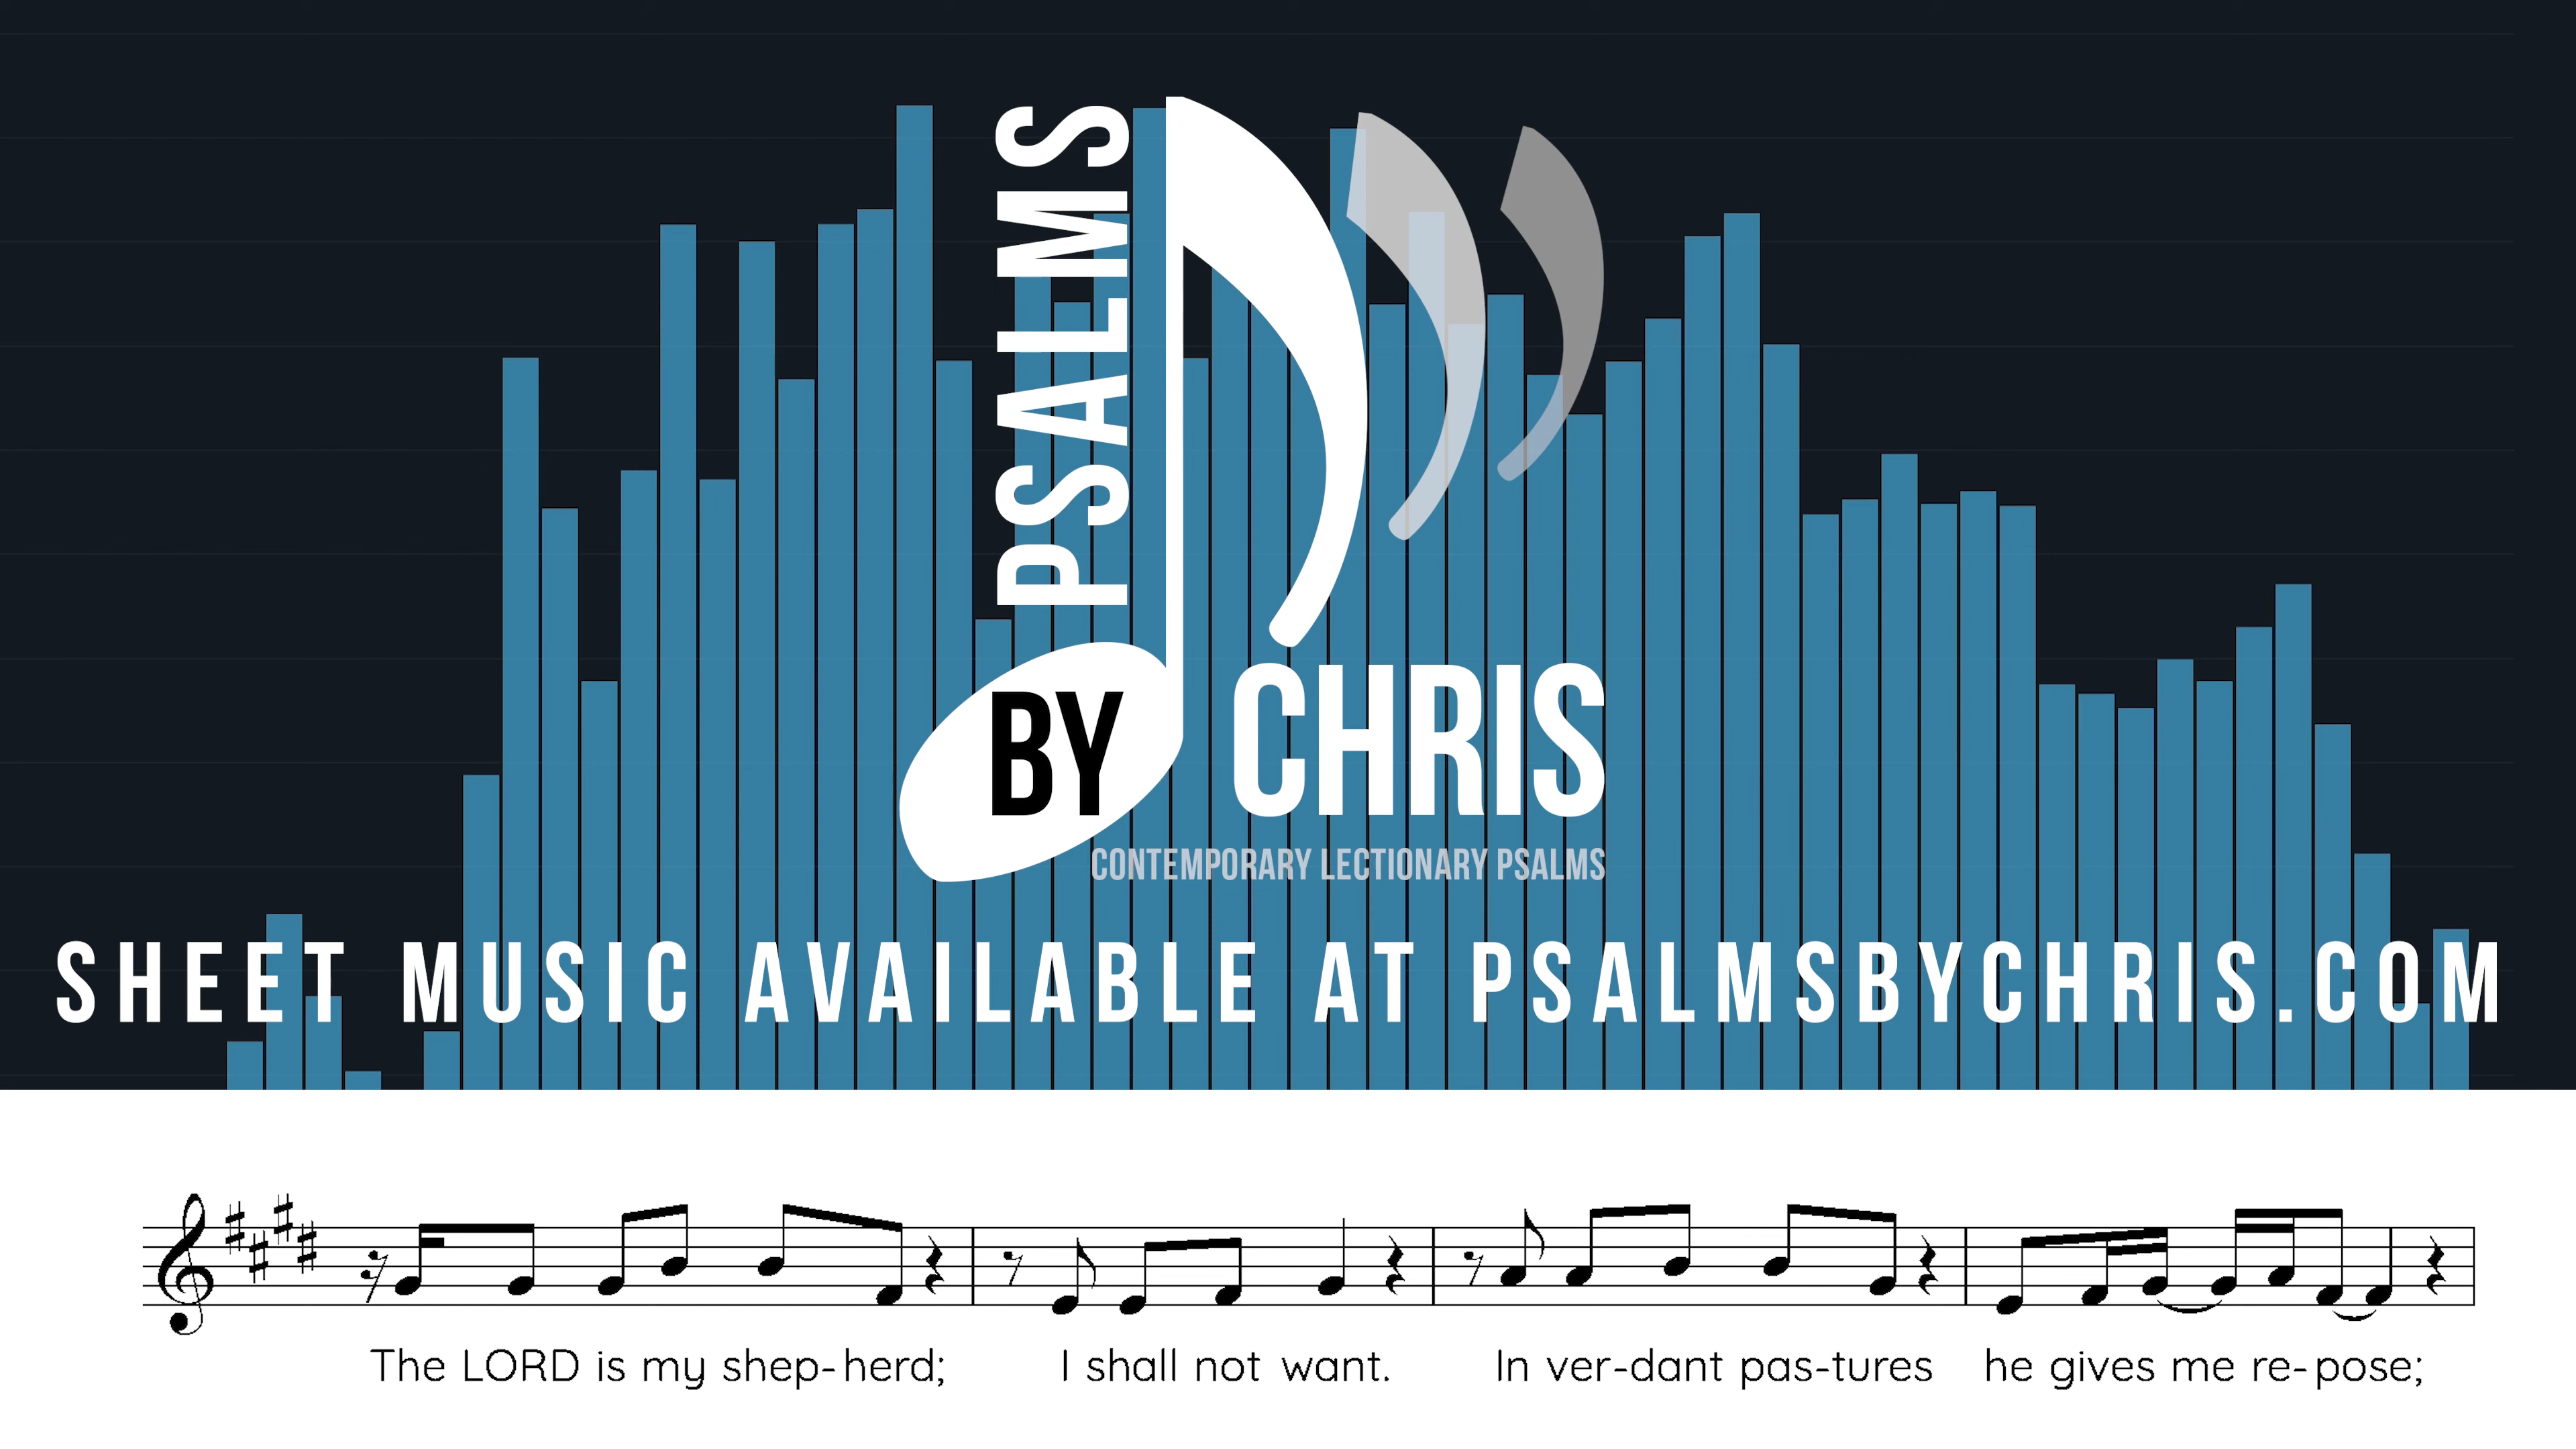 PSALMS
BY CHRIS
CONTEMPORARY LECTIONARY PSALMS
SHEET MUSIC AVAILABLE AT PSALMSBYCHRIS.COM
The LORD is my shep-herd; I shall not want. In ver-dant pas-tures he gives me re-pose;